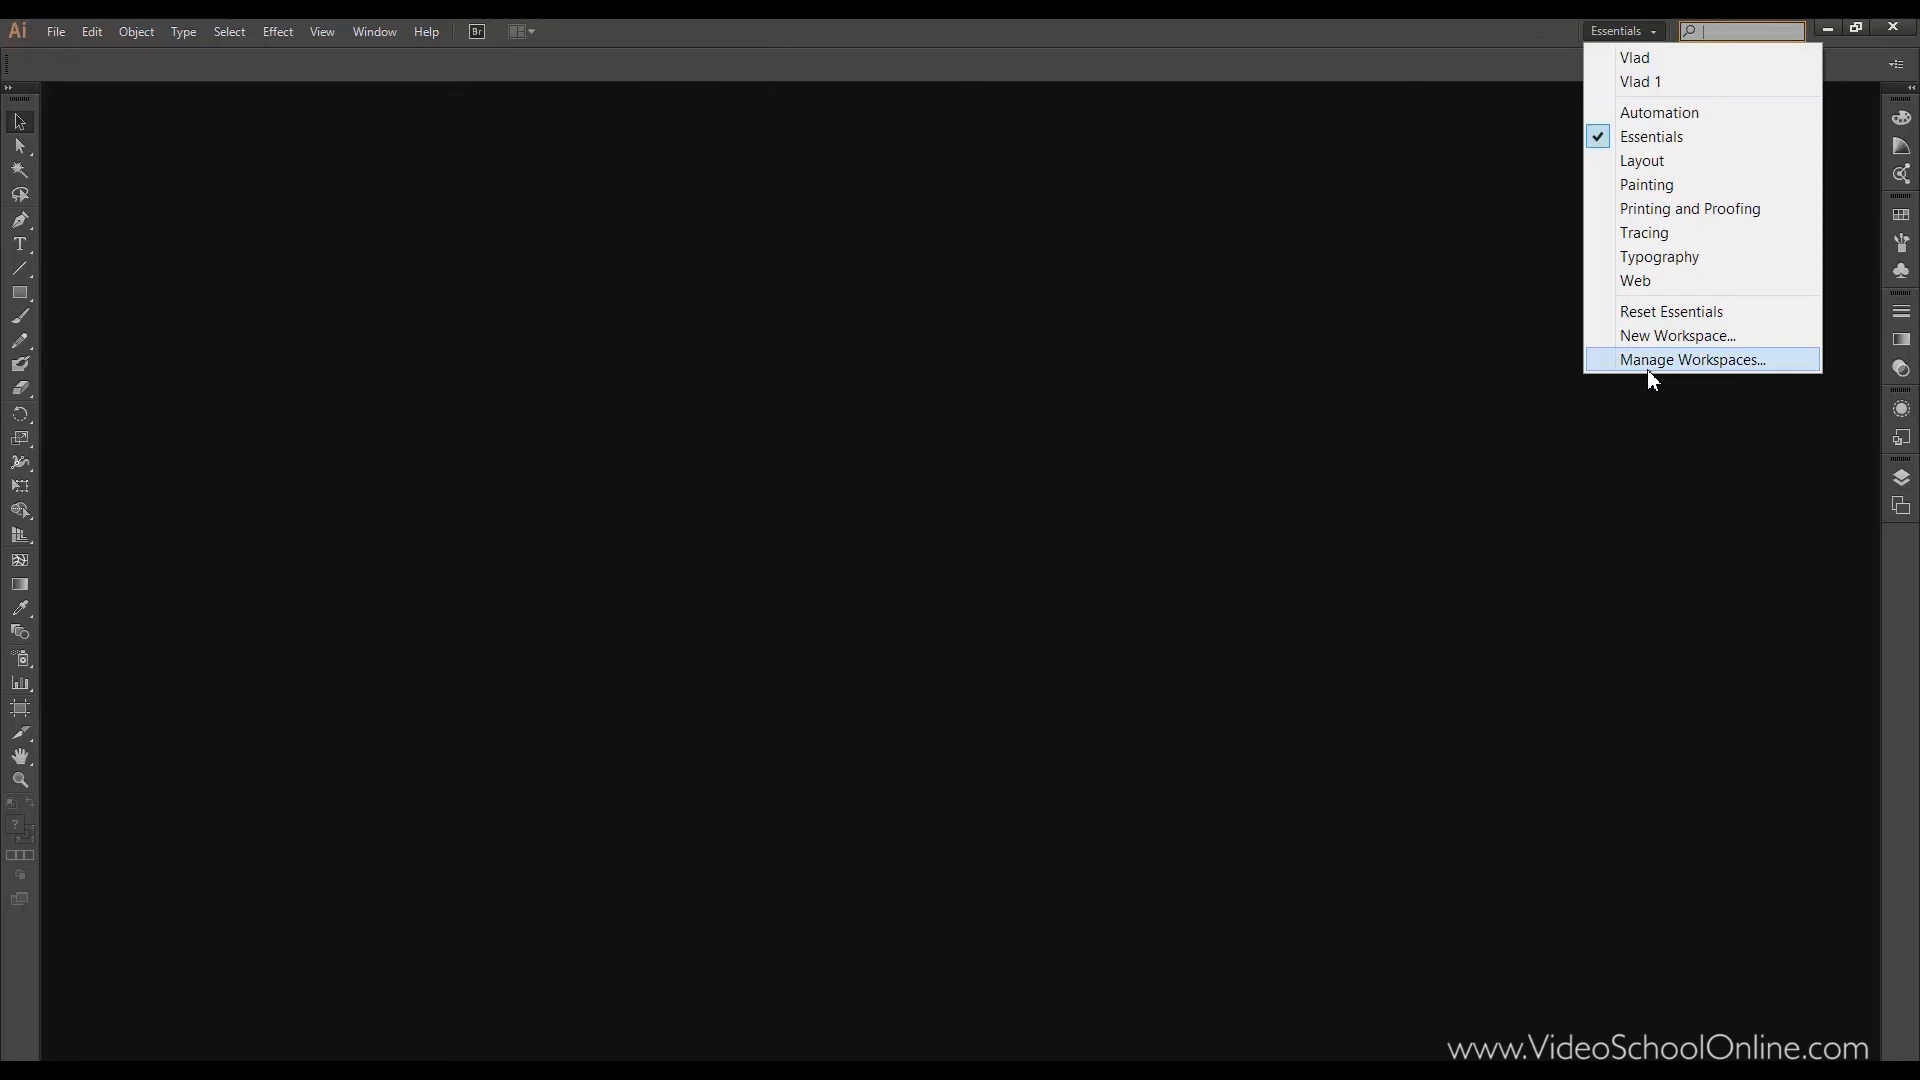 Ai File Edit Object Type Select Effect View Window Help Br Essentials
Vlad
Vlad 1
Automation
Essentials
Layout
Painting
Printing and Proofing
Tracing
Typography
Web
Reset Essentials
New Workspace...
Manage Workspaces...
T
?
www.VideoSchoolOnline.com